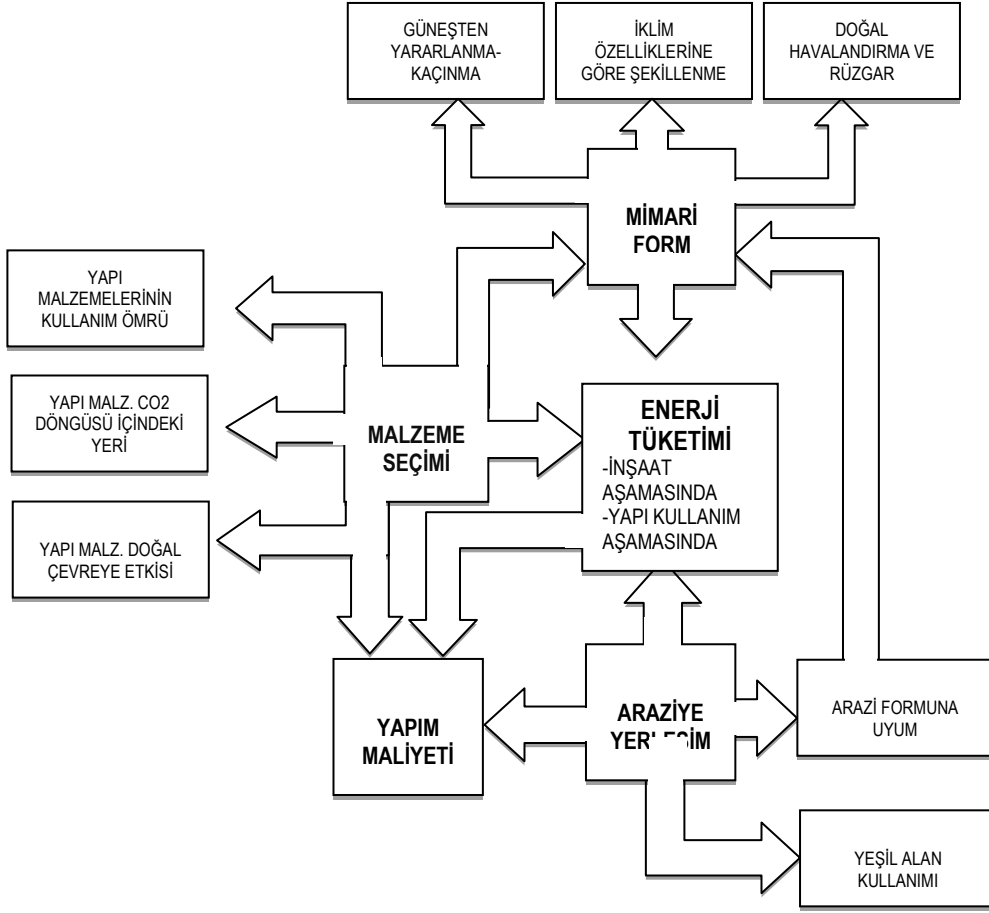 GÜNEŞTEN
YARARLANMA-
KAÇINMA
İKLİM
ÖZELLİKLERİNE
GÖRE ŞEKİLLENME
DOĞAL
HAVALANDIRMA VE
RÜZGAR
MİMARİ
FORM
YAPI
MALZEMELERİNİN
KULLANIM ÖMRÜ
YAPI MALZ. CO2
DÖNGÜSÜ İÇİNDEKİ
YERİ
YAPI MALZ. DOĞAL
ÇEVREYE ETKİSİ
MALZEME
SEÇİMİ
ENERJİ
TÜKETİMİ
-İNŞAAT
AŞAMASINDA
-YAPI KULLANIM
AŞAMASINDA
YAPIM
MALİYETİ
ARAZİYE
YERLEŞİM
ARAZİ FORMUNA
UYUM
YEŞİL ALAN
KULLANIMI